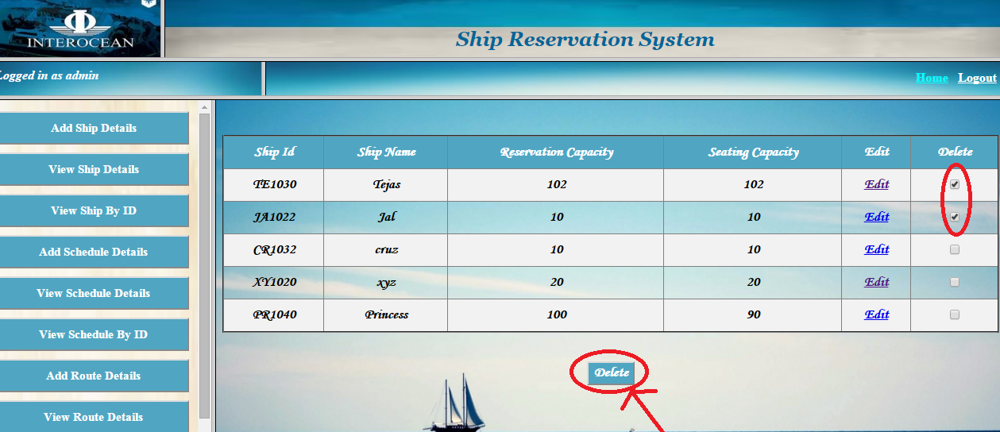 INTEROCEAN
Ship Reservation System
Logged in as admin
Home Logout
Add Ship Details
View Ship Details
View Ship By ID
Add Schedule Details
View Schedule Details
View Schedule By ID
Add Route Details
View Route Details
Ship Id Ship Name Reservation Capacity Seating Capacity Edit Delete
TE1030 Tejas 102 102 Edit
JA1022 Jal 10 10 Edit
CR1032 cruz 10 10 Edit
XY1020 xyz 20 20 Edit
PR1040 Princess 100 90 Edit
Delete